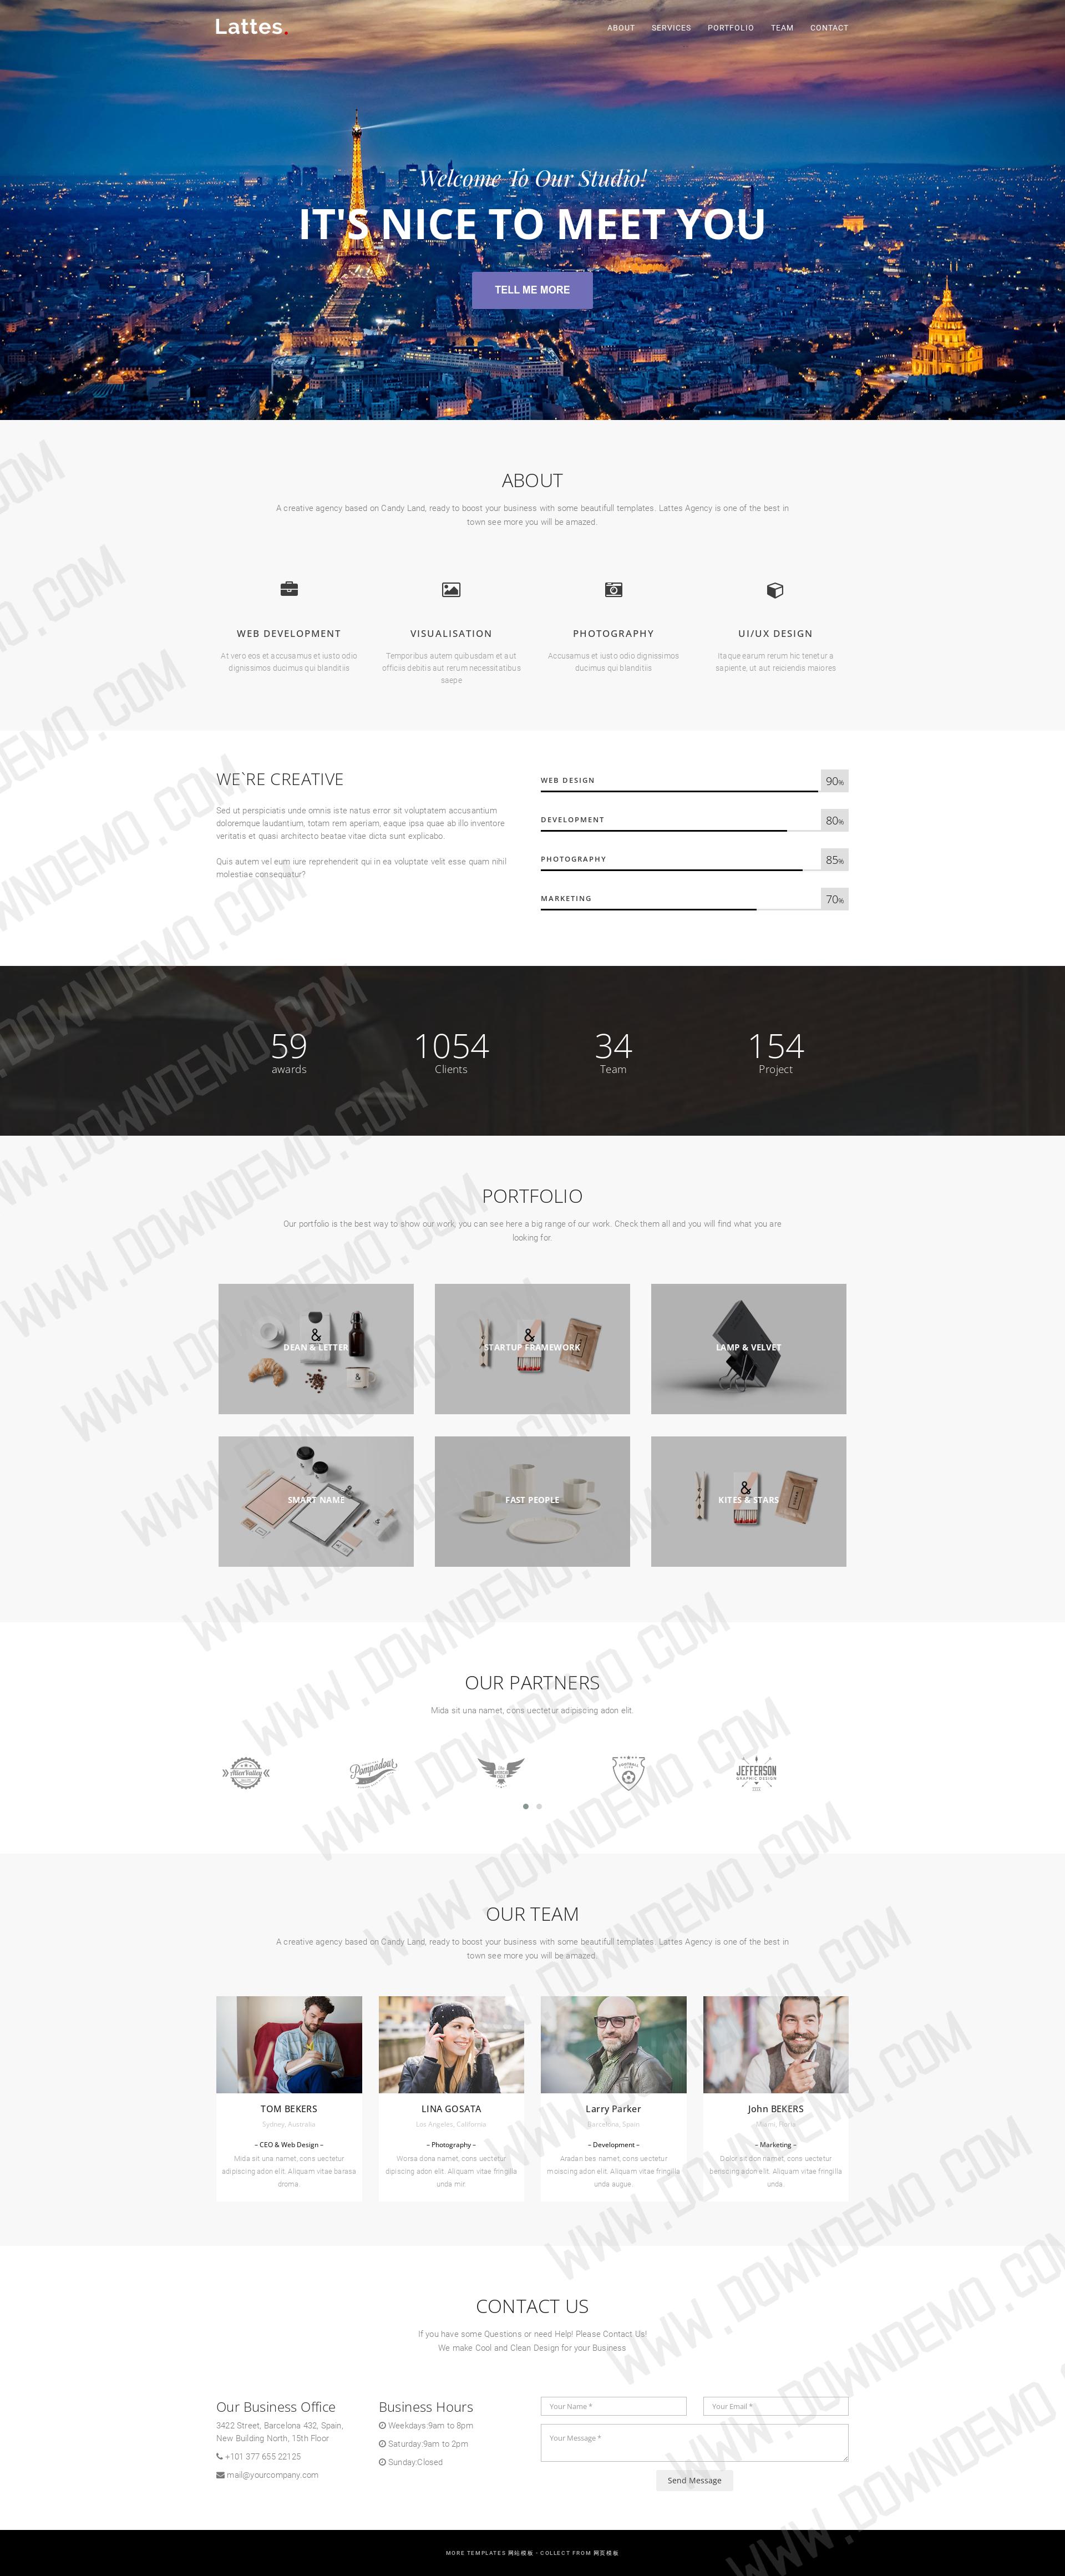 Lattes.
ABOUT SERVICES PORTFOLIO TEAM CONTACT
Welcome To Our Studio!
IT'S NICE TO MEET YOU
TELL ME MORE
ABOUT
A creative agency based on Candy Land, ready to boost your business with some beautifull templates. Lattes Agency is one of the best in
town see more you will be amazed.
WEB DEVELOPMENT
At vero eos et accusamus et iusto odio
dignissimos ducimus qui blanditiis
VISUALISATION
Temporibus autem quibusdam et aut
officiis debitis aut rerum necessitatibus
saepe
PHOTOGRAPHY
Accusamus et iusto odio dignissimos
ducimus qui blanditiis
UI/UX DESIGN
Itaque earum rerum hic tenetur a
sapiente, ut aut reiciendis maiores
WE`RE CREATIVE
Sed ut perspiciatis unde omnis iste natus error sit voluptatem accusantium
doloremque laudantium, totam rem aperiam, eaque ipsa quae ab illo inventore
veritatis et quasi architecto beatae vitae dicta sunt explicabo.
Quis autem vel eum iure reprehenderit qui in ea voluptate velit esse quam nihil
molestiae consequatur?
WEB DESIGN 90%
DEVELOPMENT 80%
PHOTOGRAPHY 85%
MARKETING 70%
59
awards
1054
Clients
34
Team
154
Project
PORTFOLIO
Our portfolio is the best way to show our work, you can see here a big range of our work. Check them all and you will find what you are
looking for.
DEAN & LETTER
STARTUP FRAMEWORK
LAMP & VELVET
SMART NAME
FAST PEOPLE
KITES & STARS
OUR PARTNERS
Mida sit una namet, cons uectetur adipiscing adon elit.
AlienValley
Pompadour
FOOTBALL
JEFFERSON
GRAPHIC DESIGN
OUR TEAM
A creative agency based on Candy Land, ready to boost your business with some beautifull templates. Lattes Agency is one of the best in
town see more you will be amazed.
TOM BEKERS
Sydney, Australia
– CEO & Web Design –
Mida sit una namet, cons uectetur
adipiscing adon elit. Aliquam vitae barasa
droma.
LINA GOSATA
Los Angeles, California
– Photography –
Worsa dona namet, cons uectetur
dipiscing adon elit. Aliquam vitae fringilla
unda mir.
Larry Parker
Barcelona, Spain
– Development –
Aradan bes namet, cons uectetur
moiscing adon elit. Aliquam vitae fringilla
unda augue.
John BEKERS
Miami, Floria
– Marketing –
Dolor sit don namet, cons uectetur
beriscing adon elit. Aliquam vitae fringilla
unda.
CONTACT US
If you have some Questions or need Help! Please Contact Us!
We make Cool and Clean Design for your Business
Our Business Office
3422 Street, Barcelona 432, Spain,
New Building North, 15th Floor
+101 377 655 22125
mail@yourcompany.com
Business Hours
Weekdays:9am to 8pm
Saturday:9am to 2pm
Sunday:Closed
Your Name *
Your Email *
Your Message *
Send Message
MORE TEMPLATES 网站模板 - COLLECT FROM 网页模板
WWW.DOWNDEMO.COM